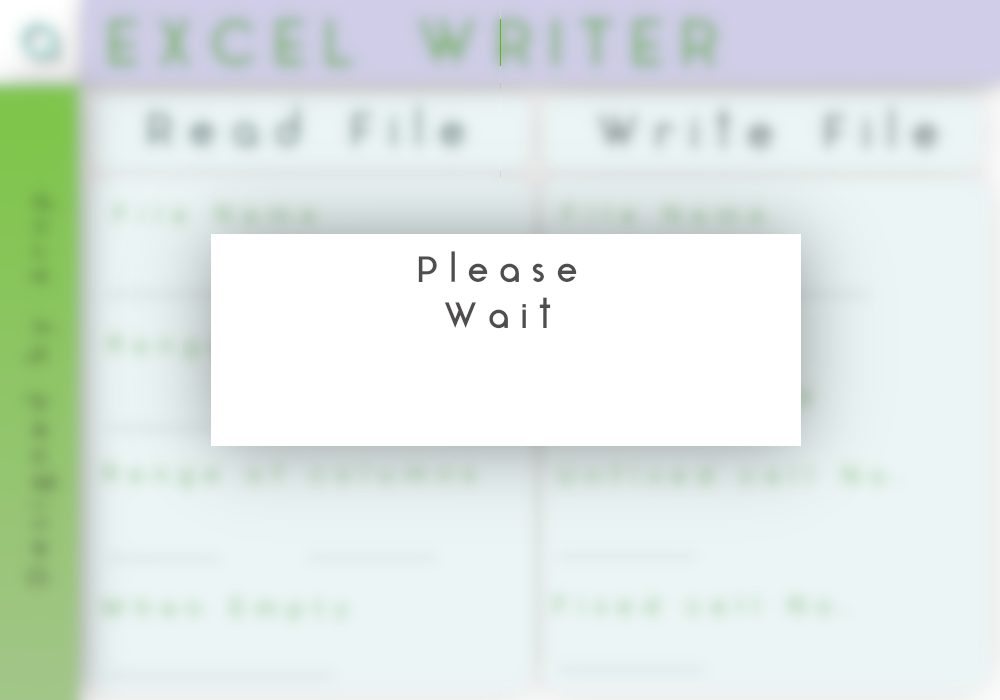 EXCEL WRITER
Read File
Write File
File Name
File Name
Please
Wait
Range of columns
Unfixed cell No.
When Empty
Fixed cell No.